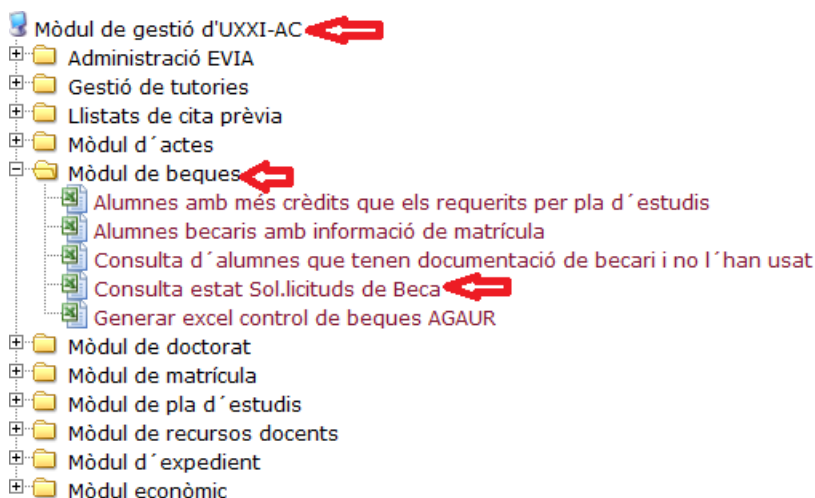 Mòdul de gestió d'UXXI-AC
Administració EVIA
Gestió de tutories
Llistats de cita prèvia
Mòdul d´actes
Mòdul de beques
Alumnes amb més crèdits que els requerits per pla d´estudis
Alumnes becaris amb informació de matrícula
Consulta d´alumnes que tenen documentació de becari i no l´han usat
Consulta estat Sol.licituds de Beca
Generar excel control de beques AGAUR
Mòdul de doctorat
Mòdul de matrícula
Mòdul de pla d´estudis
Mòdul de recursos docents
Mòdul d´expedient
Mòdul econòmic